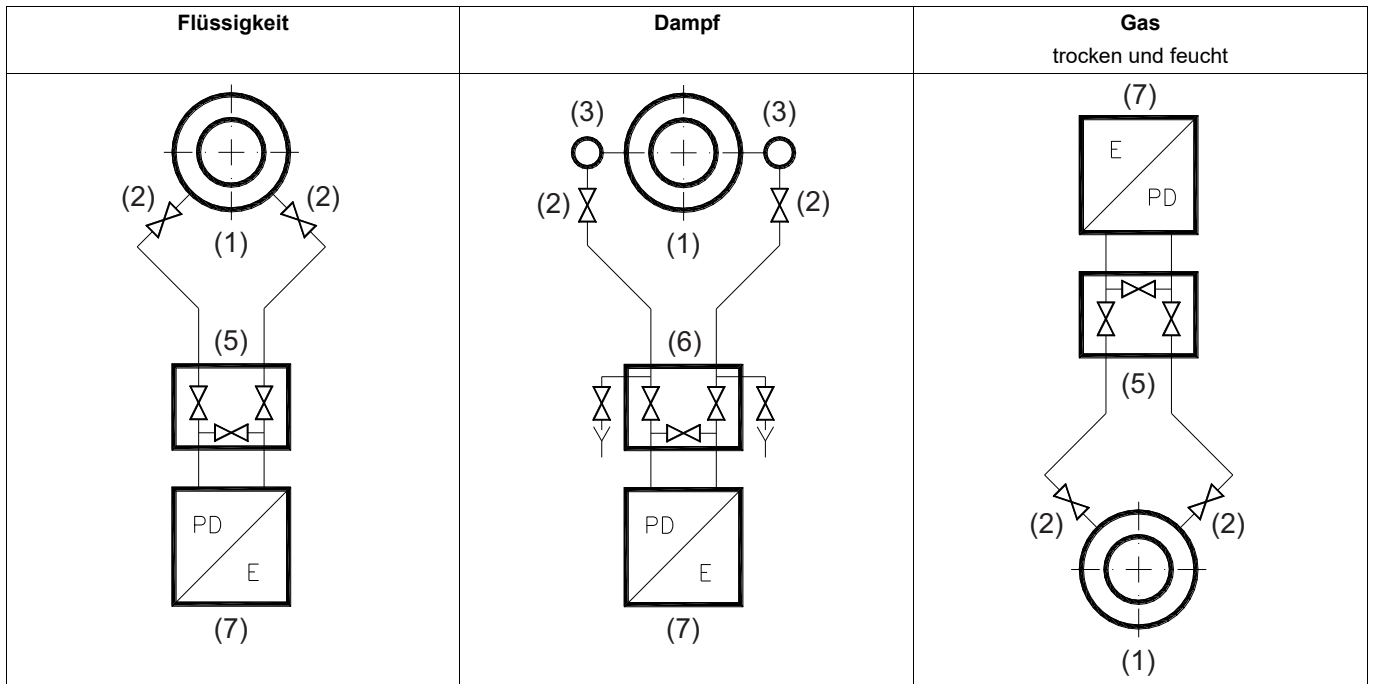 Flüssigkeit
(2)
(2)
(1)
(5)
PD
E
(7)
Dampf
(3)
(3)
(2)
(2)
(1)
(6)
PD
E
(7)
Gas
trocken und feucht
(7)
E
PD
(5)
(2)
(2)
(1)